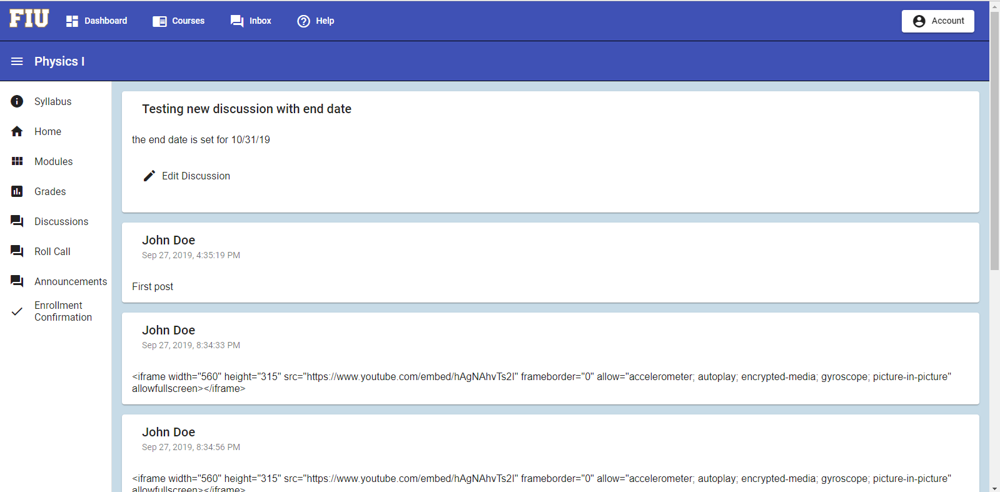 FIU
Dashboard
Courses
Inbox
Help
Account
Physics I
Syllabus
Home
Modules
Grades
Discussions
Roll Call
Announcements
Enrollment
Confirmation
Testing new discussion with end date
the end date is set for 10/31/19
Edit Discussion
John Doe
Sep 27, 2019, 4:35:19 PM
First post
John Doe
Sep 27, 2019, 8:34:33 PM
<iframe width="560" height="315" src="https://www.youtube.com/embed/hAgNAhvTs2I" frameborder="0" allow="accelerometer; autoplay; encrypted-media; gyroscope; picture-in-picture"
allowfullscreen></iframe>
John Doe
Sep 27, 2019, 8:34:56 PM
<iframe width="560" height="315" src="https://www.youtube.com/embed/hAgNAhvTs2I" frameborder="0" allow="accelerometer; autoplay; encrypted-media; gyroscope; picture-in-picture"
allowfullscreen></iframe>